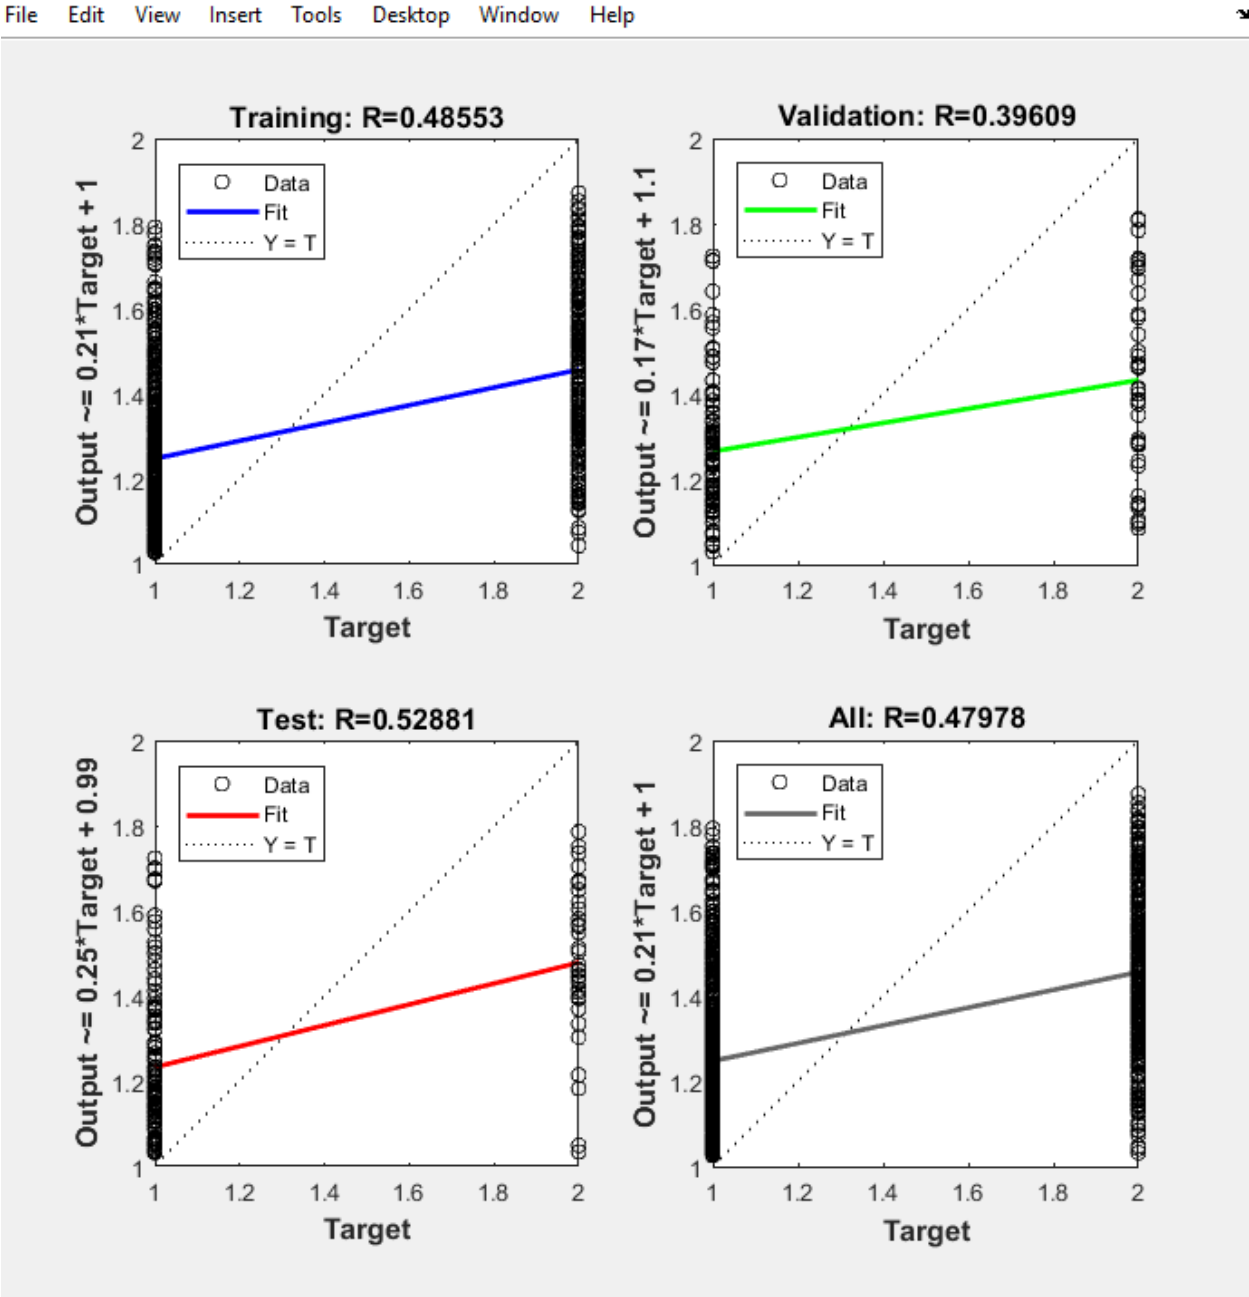 File Edit View Insert Tools Desktop Window Help
Training: R=0.48553
Output ~= 0.21*Target + 1
2
1.8
1.6
1.4
1.2
1
Data
Fit
Y = T
1 1.2 1.4 1.6 1.8 2
Target
Validation: R=0.39609
Output ~= 0.17*Target + 1.1
2
1.8
1.6
1.4
1.2
1
Data
Fit
Y = T
1 1.2 1.4 1.6 1.8 2
Target
Test: R=0.52881
Output ~= 0.25*Target + 0.99
2
1.8
1.6
1.4
1.2
1
Data
Fit
Y = T
1 1.2 1.4 1.6 1.8 2
Target
All: R=0.47978
Output ~= 0.21*Target + 1
2
1.8
1.6
1.4
1.2
1
Data
Fit
Y = T
1 1.2 1.4 1.6 1.8 2
Target